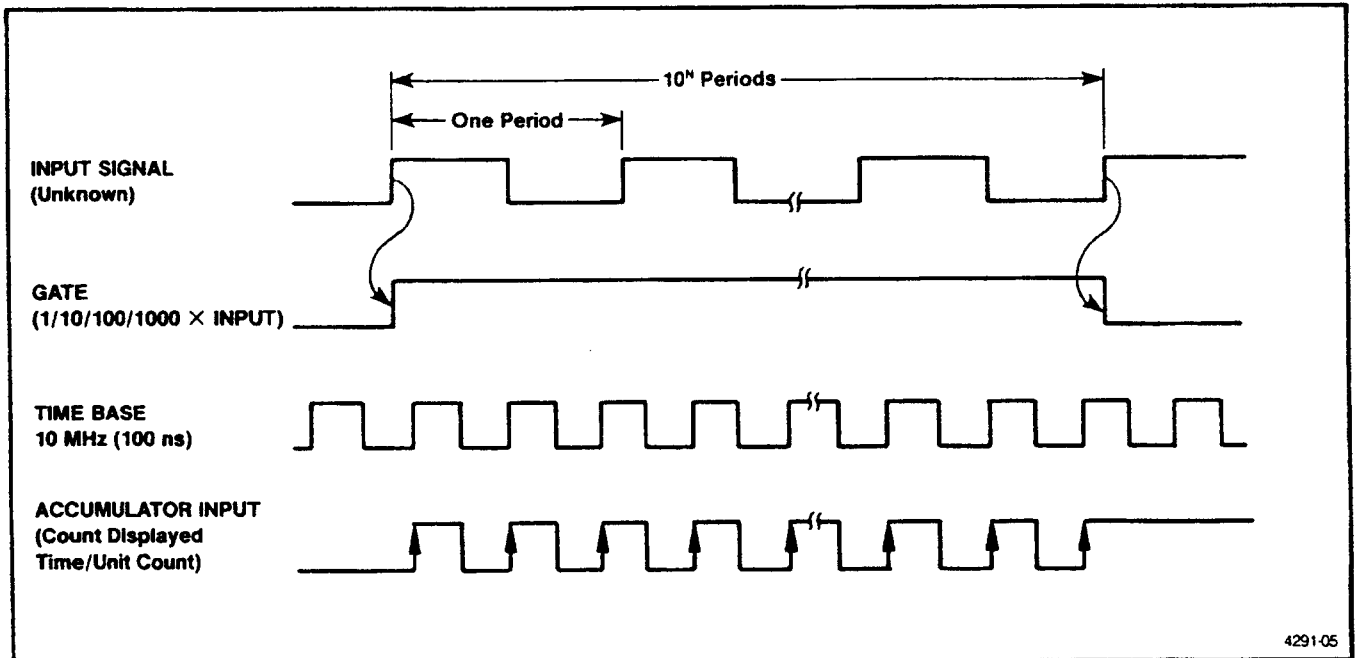 10ᴺ Periods
One Period
INPUT SIGNAL
(Unknown)
GATE
(1/10/100/1000 × INPUT)
TIME BASE
10 MHz (100 ns)
ACCUMULATOR INPUT
(Count Displayed
Time/Unit Count)
4291-05